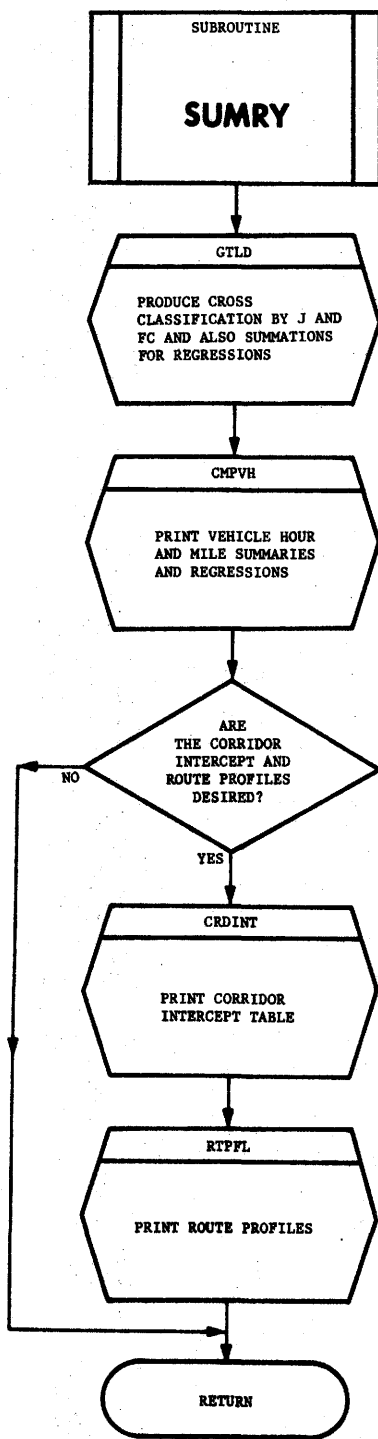 SUBROUTINE
SUMRY
GTLD
PRODUCE CROSS
CLASSIFICATION BY J AND
FC AND ALSO SUMMATIONS
FOR REGRESSIONS
CMPVH
PRINT VEHICLE HOUR
AND MILE SUMMARIES
AND REGRESSIONS
ARE
THE CORRIDOR
INTERCEPT AND
ROUTE PROFILES
DESIRED?
NO
YES
CRDINT
PRINT CORRIDOR
INTERCEPT TABLE
RTPFL
PRINT ROUTE PROFILES
RETURN